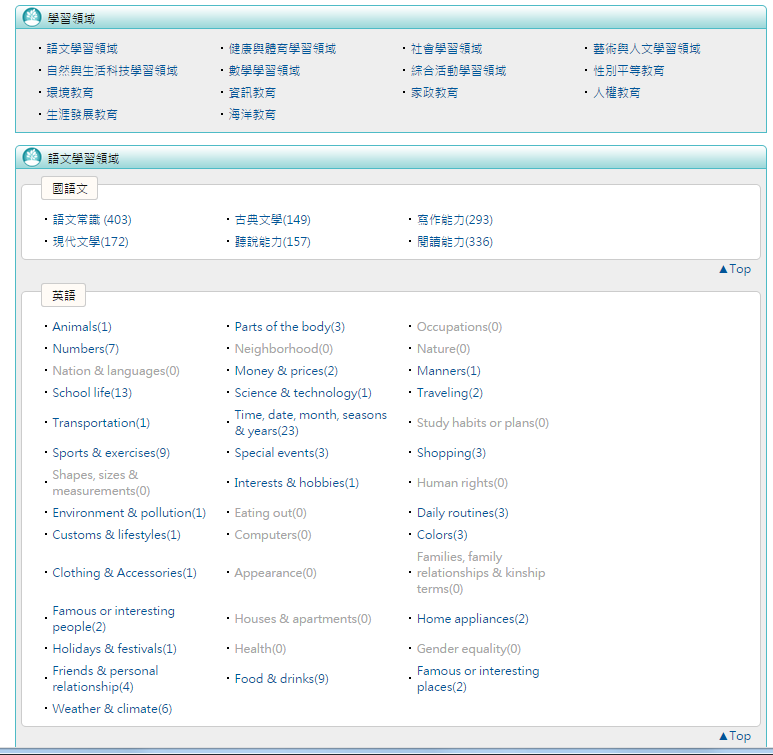 學習領域
· 語文學習領域 · 健康與體育學習領域 · 社會學習領域 · 藝術與人文學習領域
· 自然與生活科技學習領域 · 數學學習領域 · 綜合活動學習領域 · 性別平等教育
· 環境教育 · 資訊教育 · 家政教育 · 人權教育
· 生涯發展教育 · 海洋教育
語文學習領域
國語文
· 語文常識 (403) · 古典文學(149) · 寫作能力(293)
· 現代文學(172) · 聽說能力(157) · 閱讀能力(336)
▲Top
英語
· Animals(1) · Parts of the body(3) · Occupations(0)
· Numbers(7) · Neighborhood(0) · Nature(0)
· Nation & languages(0) · Money & prices(2) · Manners(1)
· School life(13) · Science & technology(1) · Traveling(2)
· Transportation(1) · Time, date, month, seasons
& years(23) · Study habits or plans(0)
· Sports & exercises(9) · Special events(3) · Shopping(3)
· Shapes, sizes &
measurements(0) · Interests & hobbies(1) · Human rights(0)
· Environment & pollution(1) · Eating out(0) · Daily routines(3)
· Customs & lifestyles(1) · Computers(0) · Colors(3)
· Clothing & Accessories(1) · Appearance(0) · Families, family
relationships & kinship
terms(0)
· Famous or interesting
people(2) · Houses & apartments(0) · Home appliances(2)
· Holidays & festivals(1) · Health(0) · Gender equality(0)
· Friends & personal
relationship(4) · Food & drinks(9) · Famous or interesting
places(2)
· Weather & climate(6)
▲Top